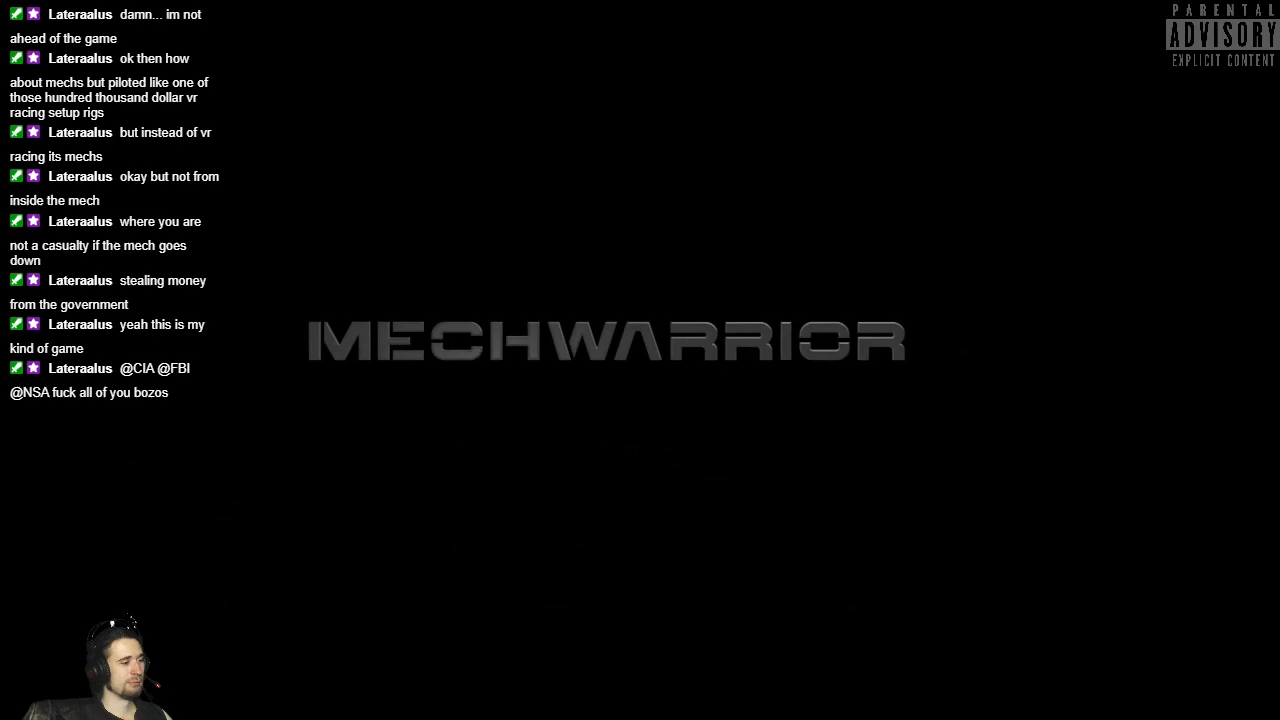 Lateraalus damn... im not
ahead of the game
Lateraalus ok then how
about mechs but piloted like one of
those hundred thousand dollar vr
racing setup rigs
Lateraalus but instead of vr
racing its mechs
Lateraalus okay but not from
inside the mech
Lateraalus where you are
not a casualty if the mech goes
down
Lateraalus stealing money
from the government
Lateraalus yeah this is my
kind of game
Lateraalus @CIA @FBI
@NSA fuck all of you bozos
MECHWARRIOR
PARENTAL
ADVISORY
EXPLICIT CONTENT